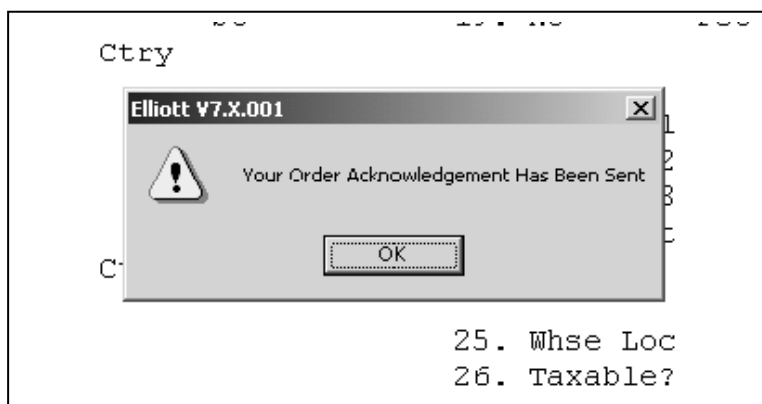 Ctry
Elliott V7.X.001
Your Order Acknowledgement Has Been Sent
OK
25. Whse Loc
26. Taxable?